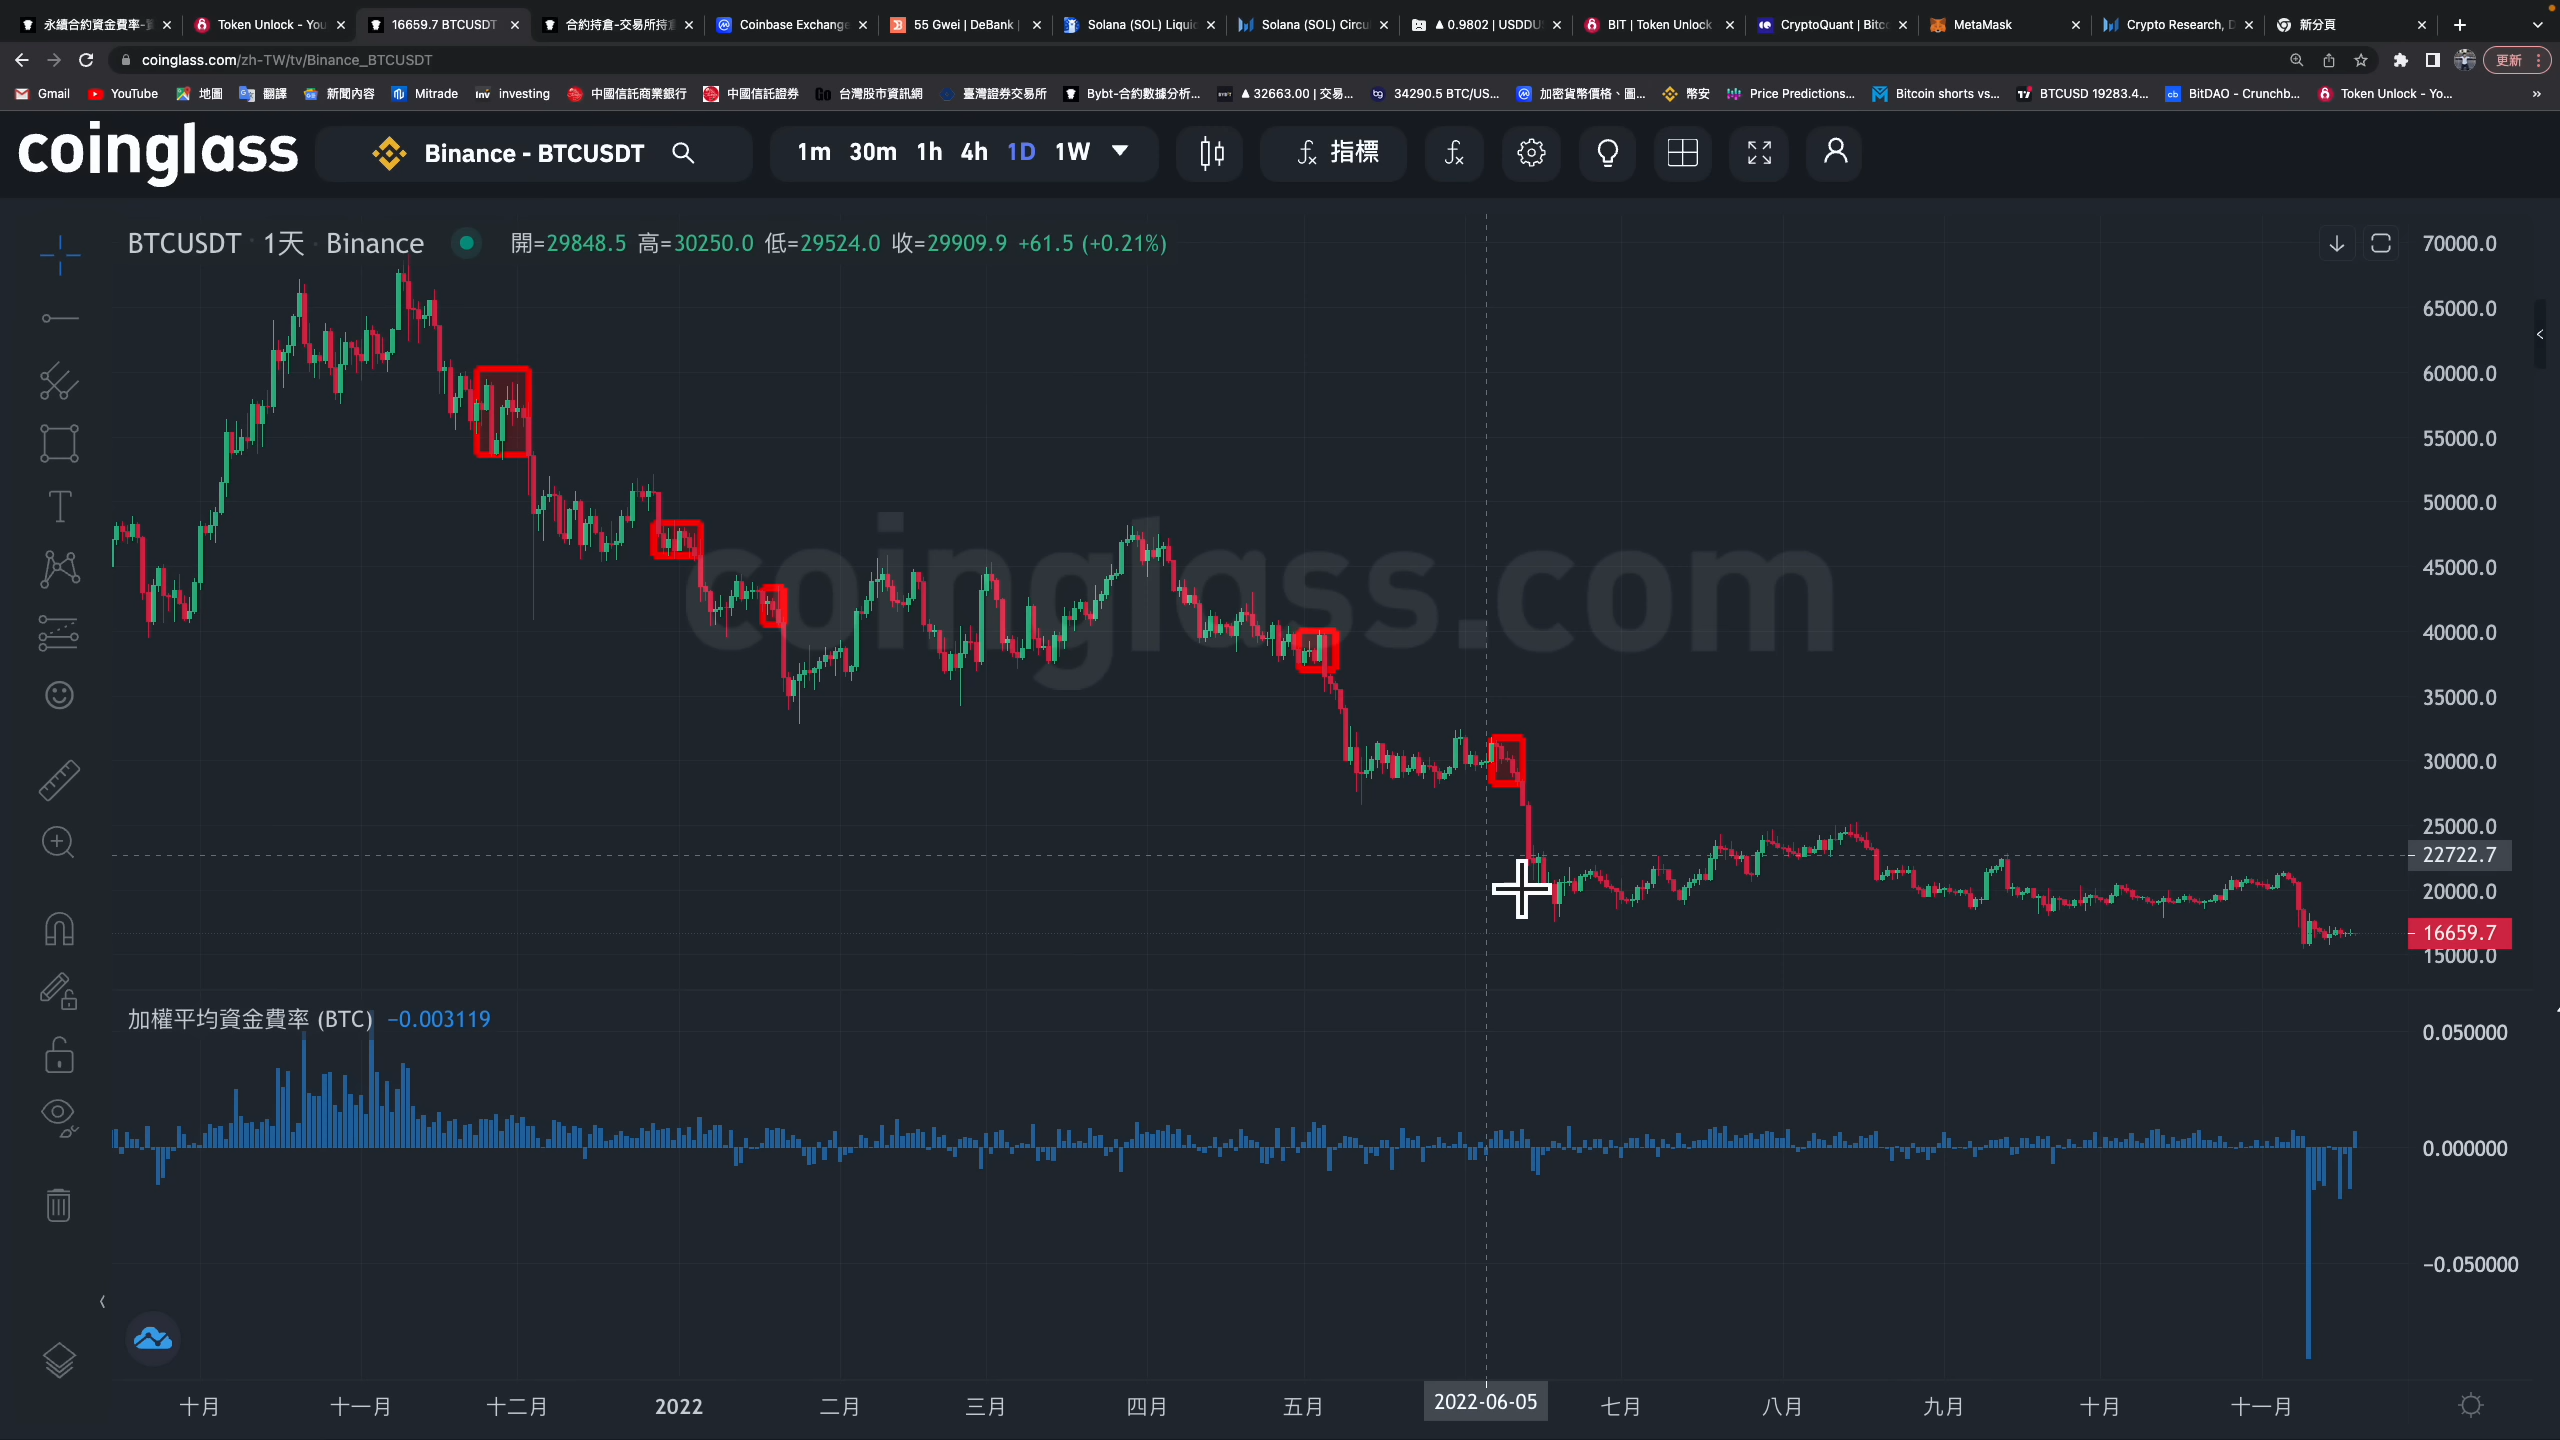 永續合約資金費率-資
Token Unlock - You
16659.7 BTCUSDT
合約持倉-交易所持倉
Coinbase Exchange
55 Gwei | DeBank |
Solana (SOL) Liquid
Solana (SOL) Circu
▲ 0.9802 | USDDU
BIT | Token Unlock
CryptoQuant | Bitco
MetaMask
Crypto Research, D
新分頁
coinglass.com/zh-TW/tv/Binance_BTCUSDT
更新
Gmail
YouTube
地圖
翻譯
新聞內容
Mitrade
Inv investing
中國信託商業銀行
中國信託證券
Go 台灣股市資訊網
臺灣證券交易所
Bybt-合約數據分析...
▲ 32663.00 | 交易...
34290.5 BTC/US...
加密貨幣價格、圖...
幣安
Price Predictions...
Bitcoin shorts vs...
BTCUSD 19283.4...
BitDAO - Crunchb...
Token Unlock - Yo...
»
coinglass
Binance - BTCUSDT
1m 30m 1h 4h 1D 1W
fx 指標
fx
BTCUSDT · 1天 · Binance
開=29848.5 高=30250.0 低=29524.0 收=29909.9 +61.5 (+0.21%)
70000.0
65000.0
60000.0
55000.0
50000.0
45000.0
40000.0
35000.0
30000.0
25000.0
22722.7
20000.0
16659.7
15000.0
coinglass.com
加權平均資金費率 (BTC) −0.003119
0.050000
0.000000
−0.050000
十月 十一月 十二月 2022 二月 三月 四月 五月 2022-06-05 七月 八月 九月 十月 十一月